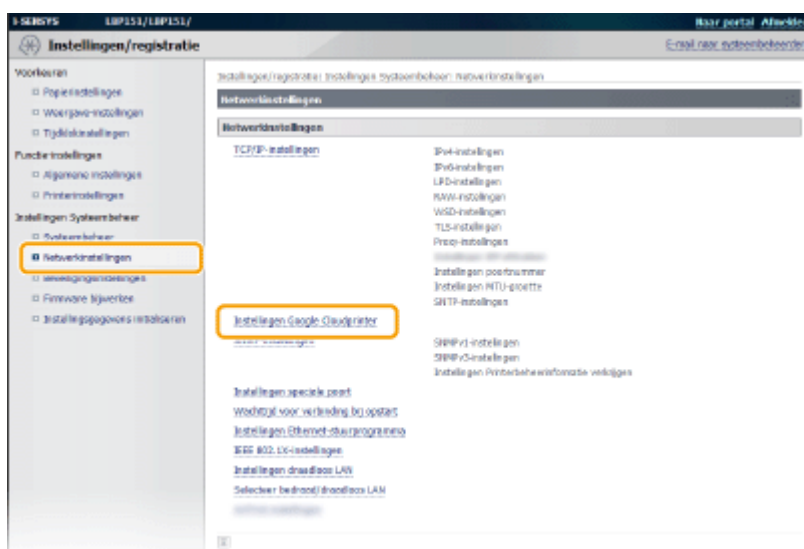 i-SENSYS LBP151/LBP151/ Naar portal Afmelden
Instellingen/registratie E-mail naar systeembeheerder
Voorkeuren
Papierinstellingen
Weergave-instellingen
Tijdklokinstellingen
Functie-instellingen
Algemene instellingen
Printerinstellingen
Instellingen Systeembeheer
Systeembeheer
Netwerkinstellingen
Beveiligingsinstellingen
Firmware bijwerken
Instellingsgegevens initialiseren
Instellingen/registratie: Instellingen Systeembeheer: Netwerkinstellingen
Netwerkinstellingen
Netwerkinstellingen
TCP/IP-instellingen
IPv4-instellingen
IPv6-instellingen
LPD-instellingen
RAW-instellingen
WSD-instellingen
TLS-instellingen
Proxy-instellingen
Instellingen poortnummer
Instellingen MTU-grootte
SNTP-instellingen
Instellingen Google Cloudprinter
SNMPv1-instellingen
SNMPv3-instellingen
Instellingen Printerbeheerinformatie verkrijgen
Instellingen speciale poort
Wachttijd voor verbinding bij opstart
Instellingen Ethernet-stuurprogramma
IEEE 802.1X-instellingen
Instellingen draadloos LAN
Selecteer bedraad/draadloos LAN